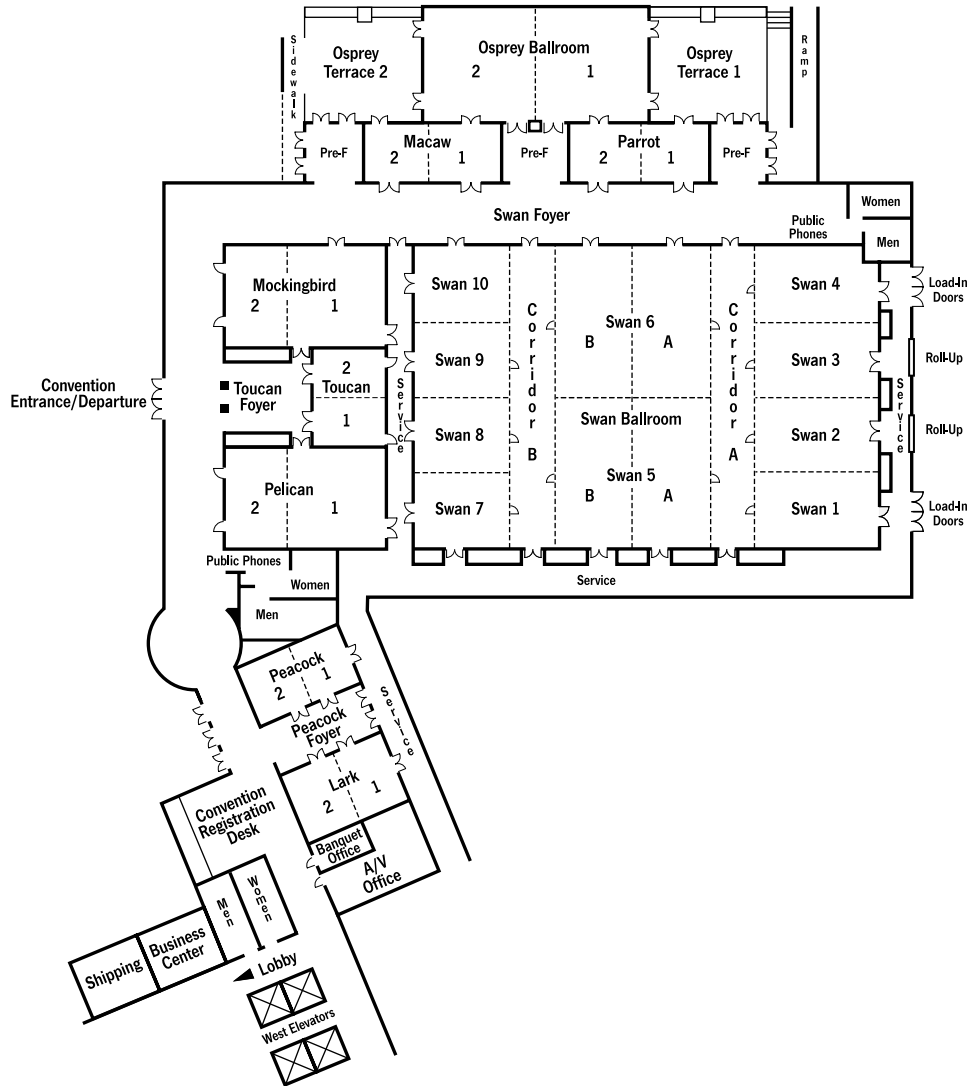 Sidewalk
Osprey
Terrace 2
Osprey Ballroom
2 1
Osprey
Terrace 1
Ramp
Pre-F
Macaw
2 1
Pre-F
Parrot
2 1
Pre-F
Swan Foyer
Public
Phones
Women
Men
Mockingbird
2 1
Swan 10
Corridor B
Swan 6
B A
Corridor A
Swan 4
Load-In
Doors
Swan 9
Swan 3
Roll-Up
Convention
Entrance/Departure
Toucan
Foyer
2
Toucan
1
Service
Swan Ballroom
Service
Swan 8
Swan 2
Roll-Up
Pelican
2 1
Swan 7
Swan 5
B A
Swan 1
Load-In
Doors
Public Phones
Women
Men
Service
Peacock
2 1
Peacock
Foyer
Service
Lark
2 1
Convention
Registration
Desk
Banquet
Office
A/V
Office
Men
Women
Shipping
Business
Center
Lobby
West Elevators